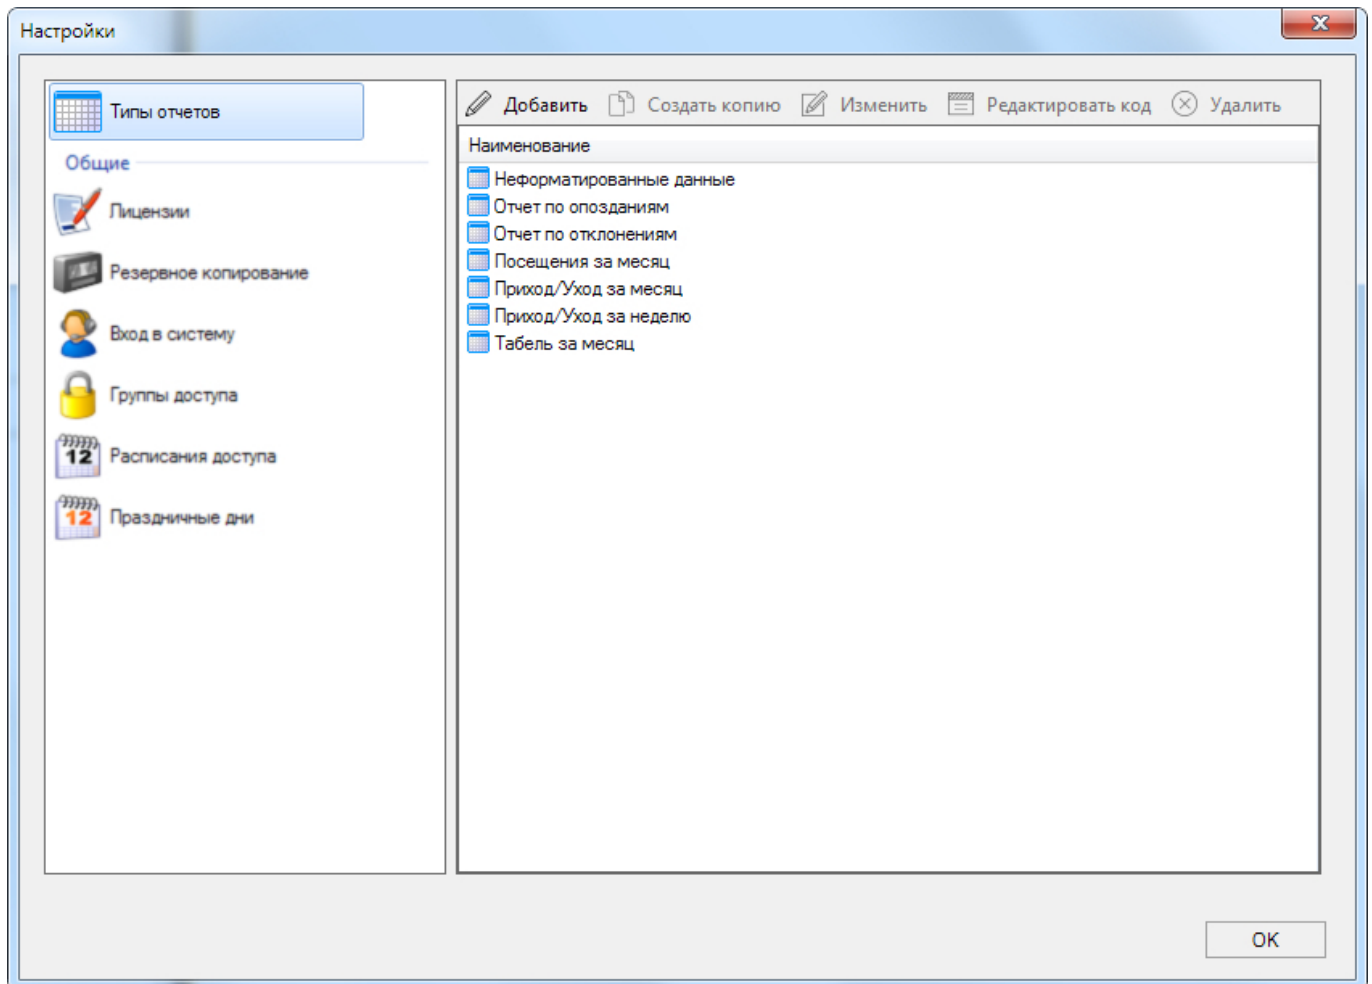 Настройки
Типы отчетов
Общие
Лицензии
Резервное копирование
12
Вход в систему
Группы доступа
Расписания доступа
12
Праздничные дни
Добавить Создать копию Изменить Редактировать код Удалить
Наименование
Неформатированные данные
Отчет по опозданиям
Отчет по отклонениям
Посещения за месяц
Приход/Уход за месяц
Приход/Уход за неделю
Табель за месяц
OK